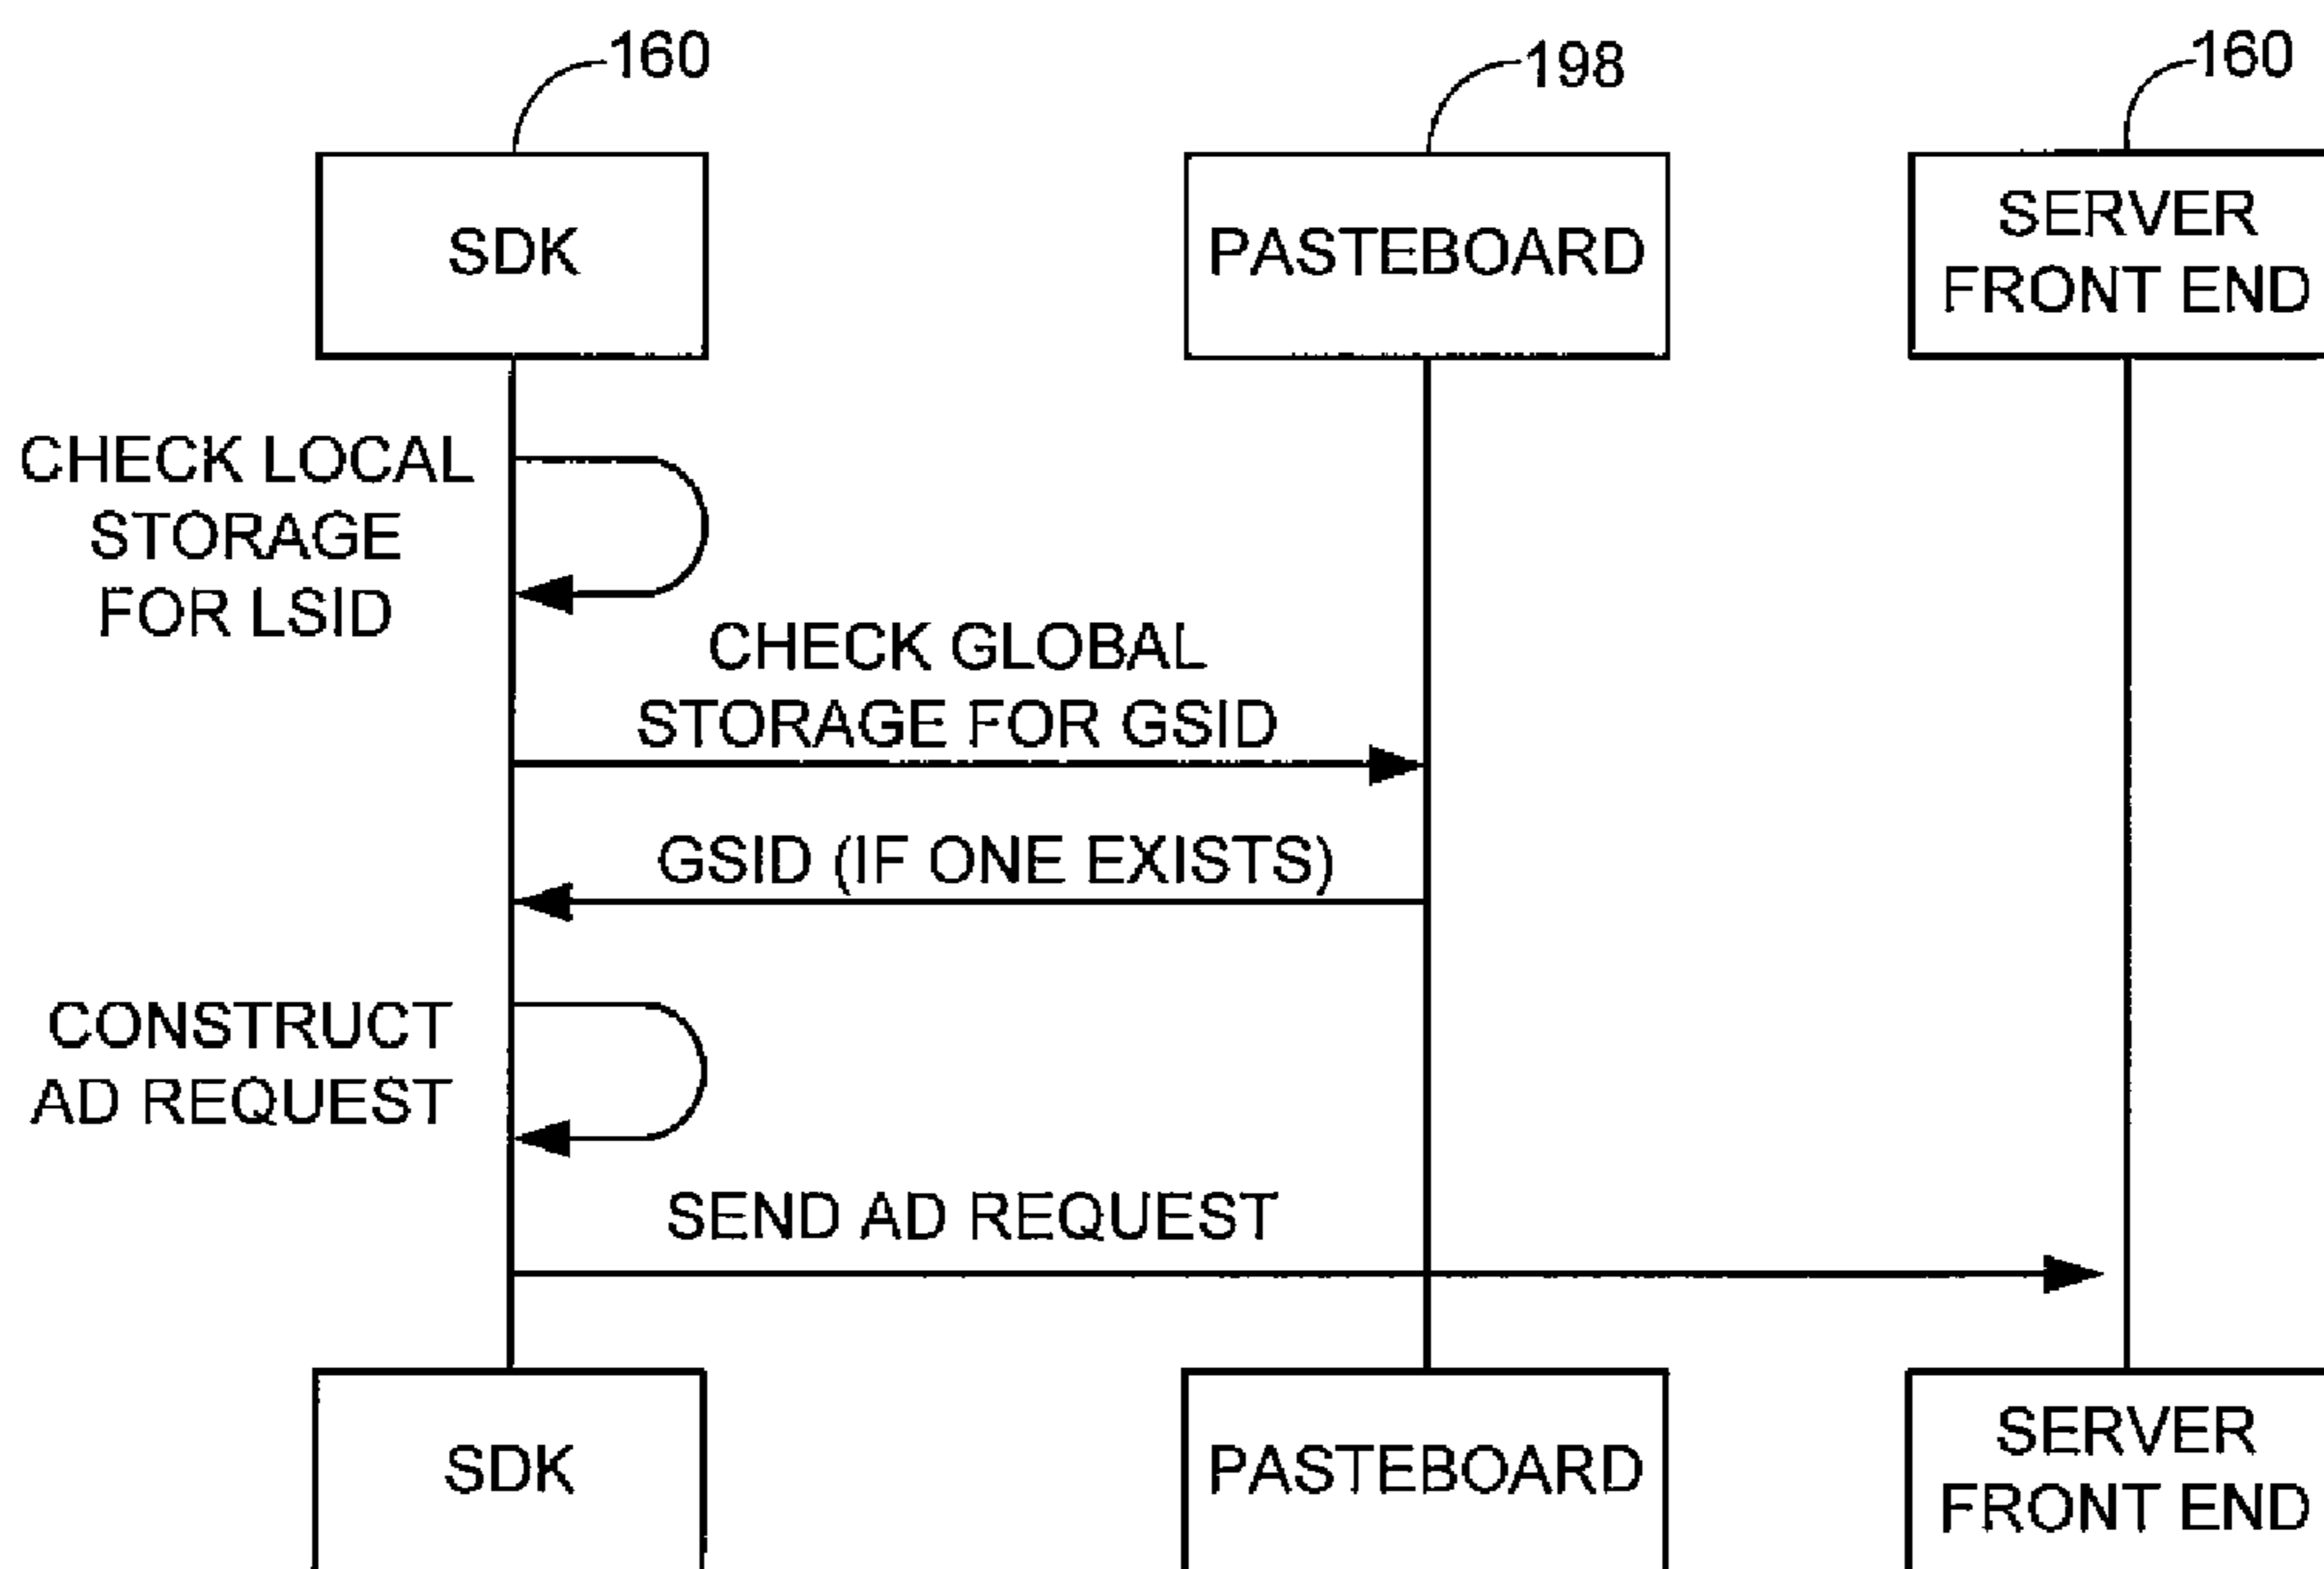 160
198
160
SDK
PASTEBOARD
SERVER
FRONT END
CHECK LOCAL
STORAGE
FOR LSID
CHECK GLOBAL
STORAGE FOR GSID
GSID (IF ONE EXISTS)
CONSTRUCT
AD REQUEST
SEND AD REQUEST
SDK
PASTEBOARD
SERVER
FRONT END